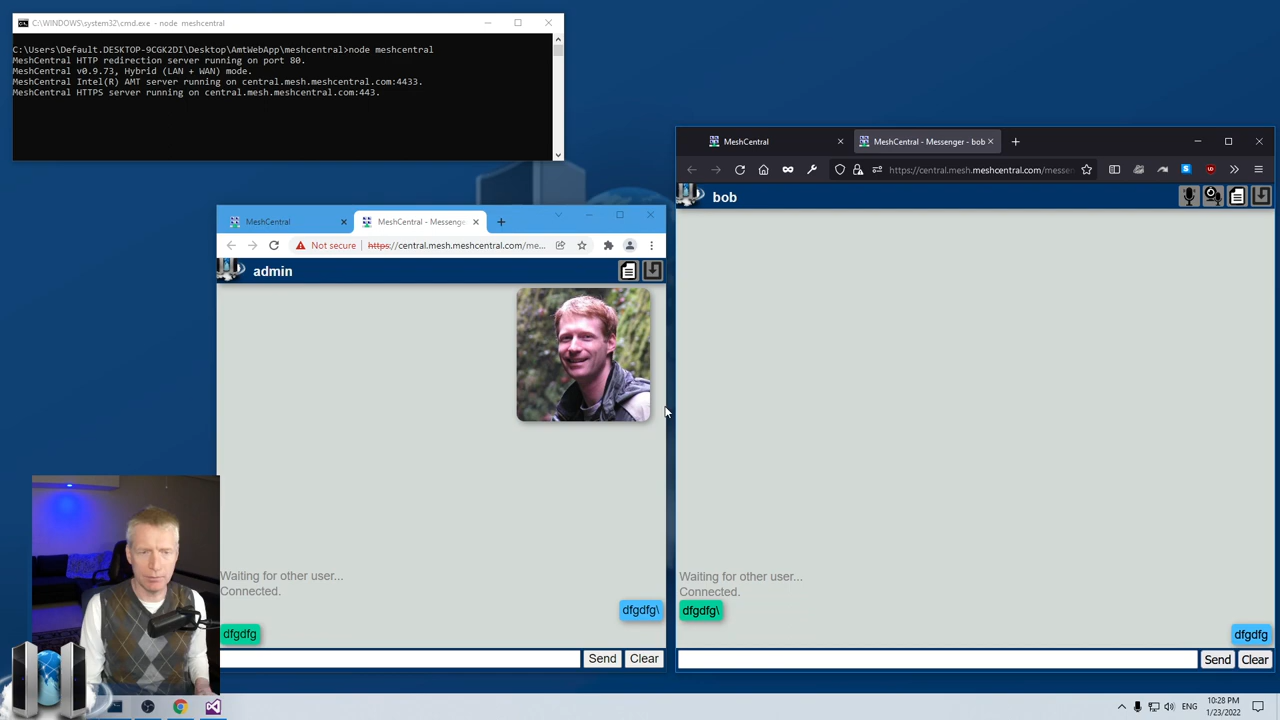 C:\WINDOWS\system32\cmd.exe - node meshcentral
C:\Users\Default.DESKTOP-9CGK2DI\Desktop\AmtWebApp\meshcentral>node meshcentral
MeshCentral HTTP redirection server running on port 80.
MeshCentral v0.9.73, Hybrid (LAN + WAN) mode.
MeshCentral Intel(R) AMT server running on central.mesh.meshcentral.com:4433.
MeshCentral HTTPS server running on central.mesh.meshcentral.com:443.
MeshCentral
MeshCentral - Messenge
Not secure
https://central.mesh.meshcentral.com/me...
admin
Waiting for other user...
Connected.
dfgdfg\
dfgdfg
Send
Clear
MeshCentral
MeshCentral - Messenger - bob
https://central.mesh.meshcentral.com/messen
bob
Waiting for other user...
Connected.
dfgdfg\
dfgdfg
Send
Clear
10:28 PM
1/23/2022